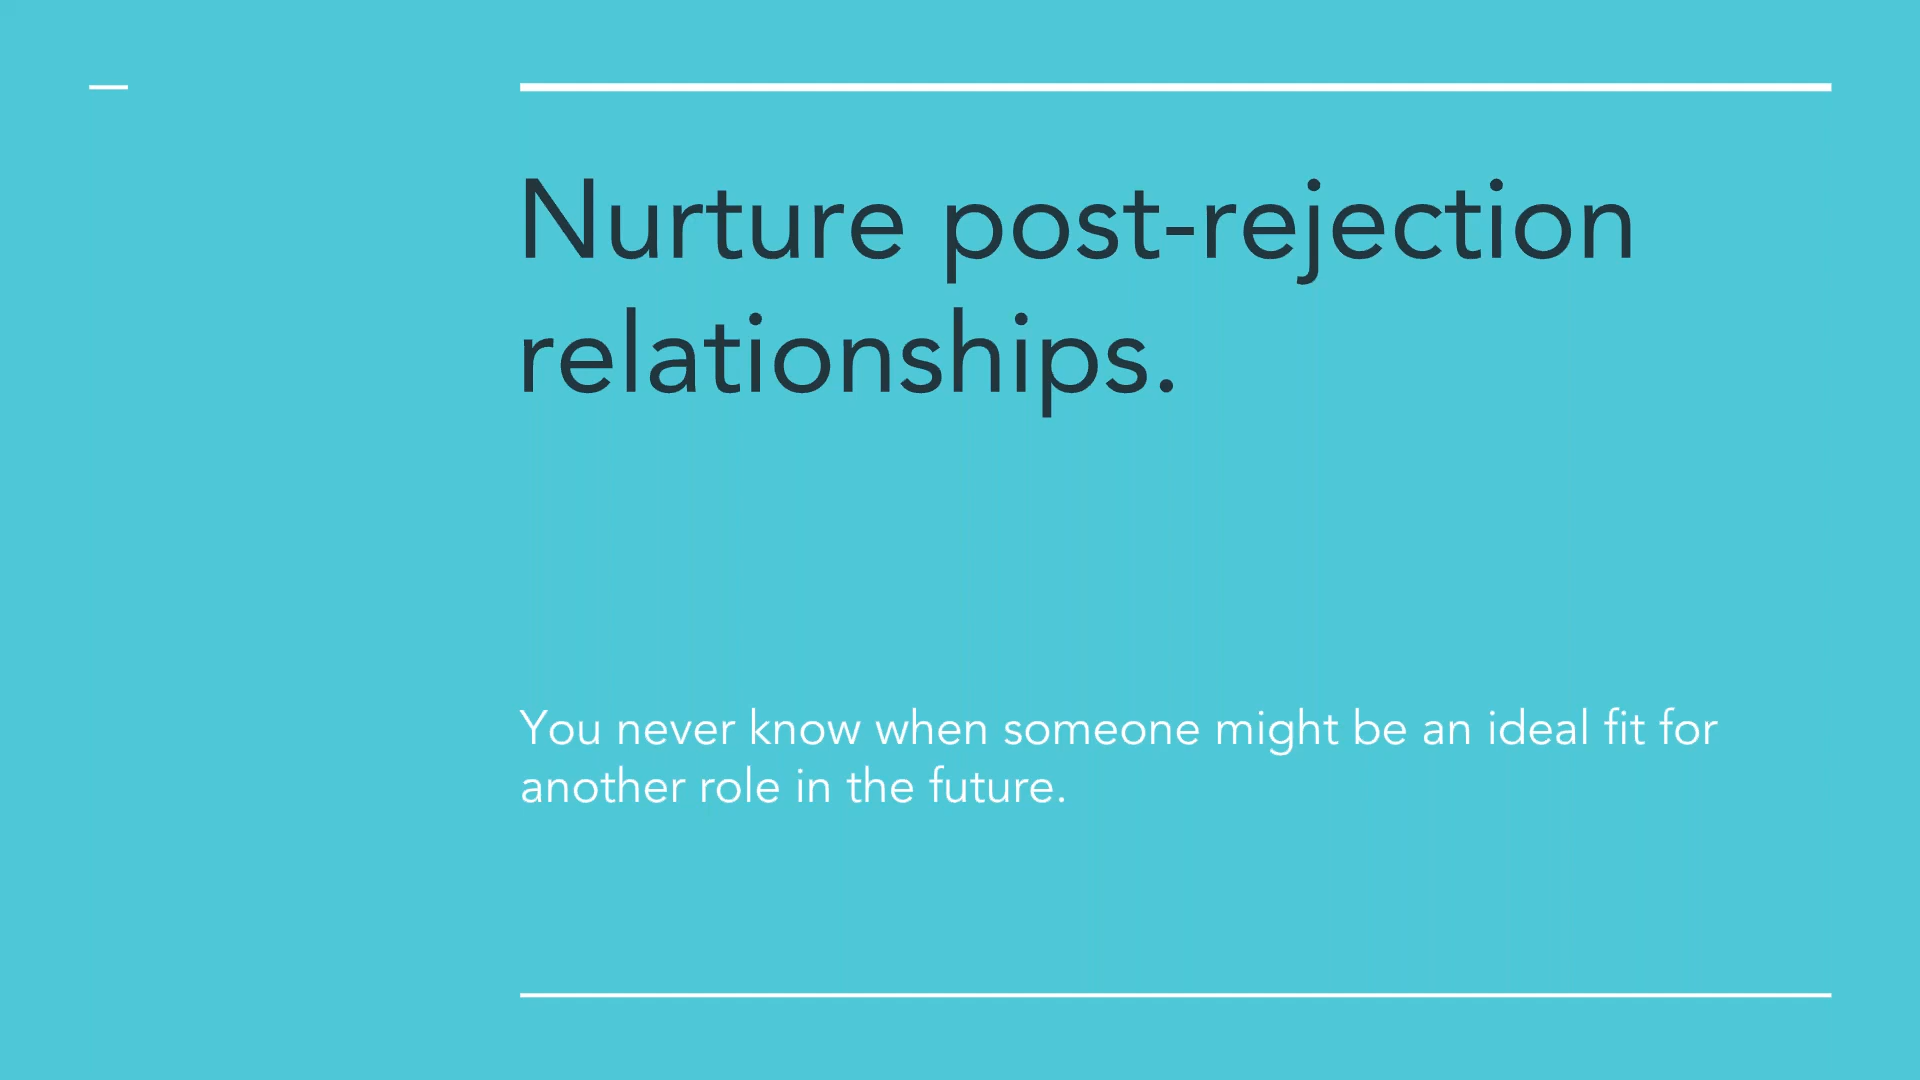 Nurture post-rejection
relationships.
You never know when someone might be an ideal fit for
another role in the future.